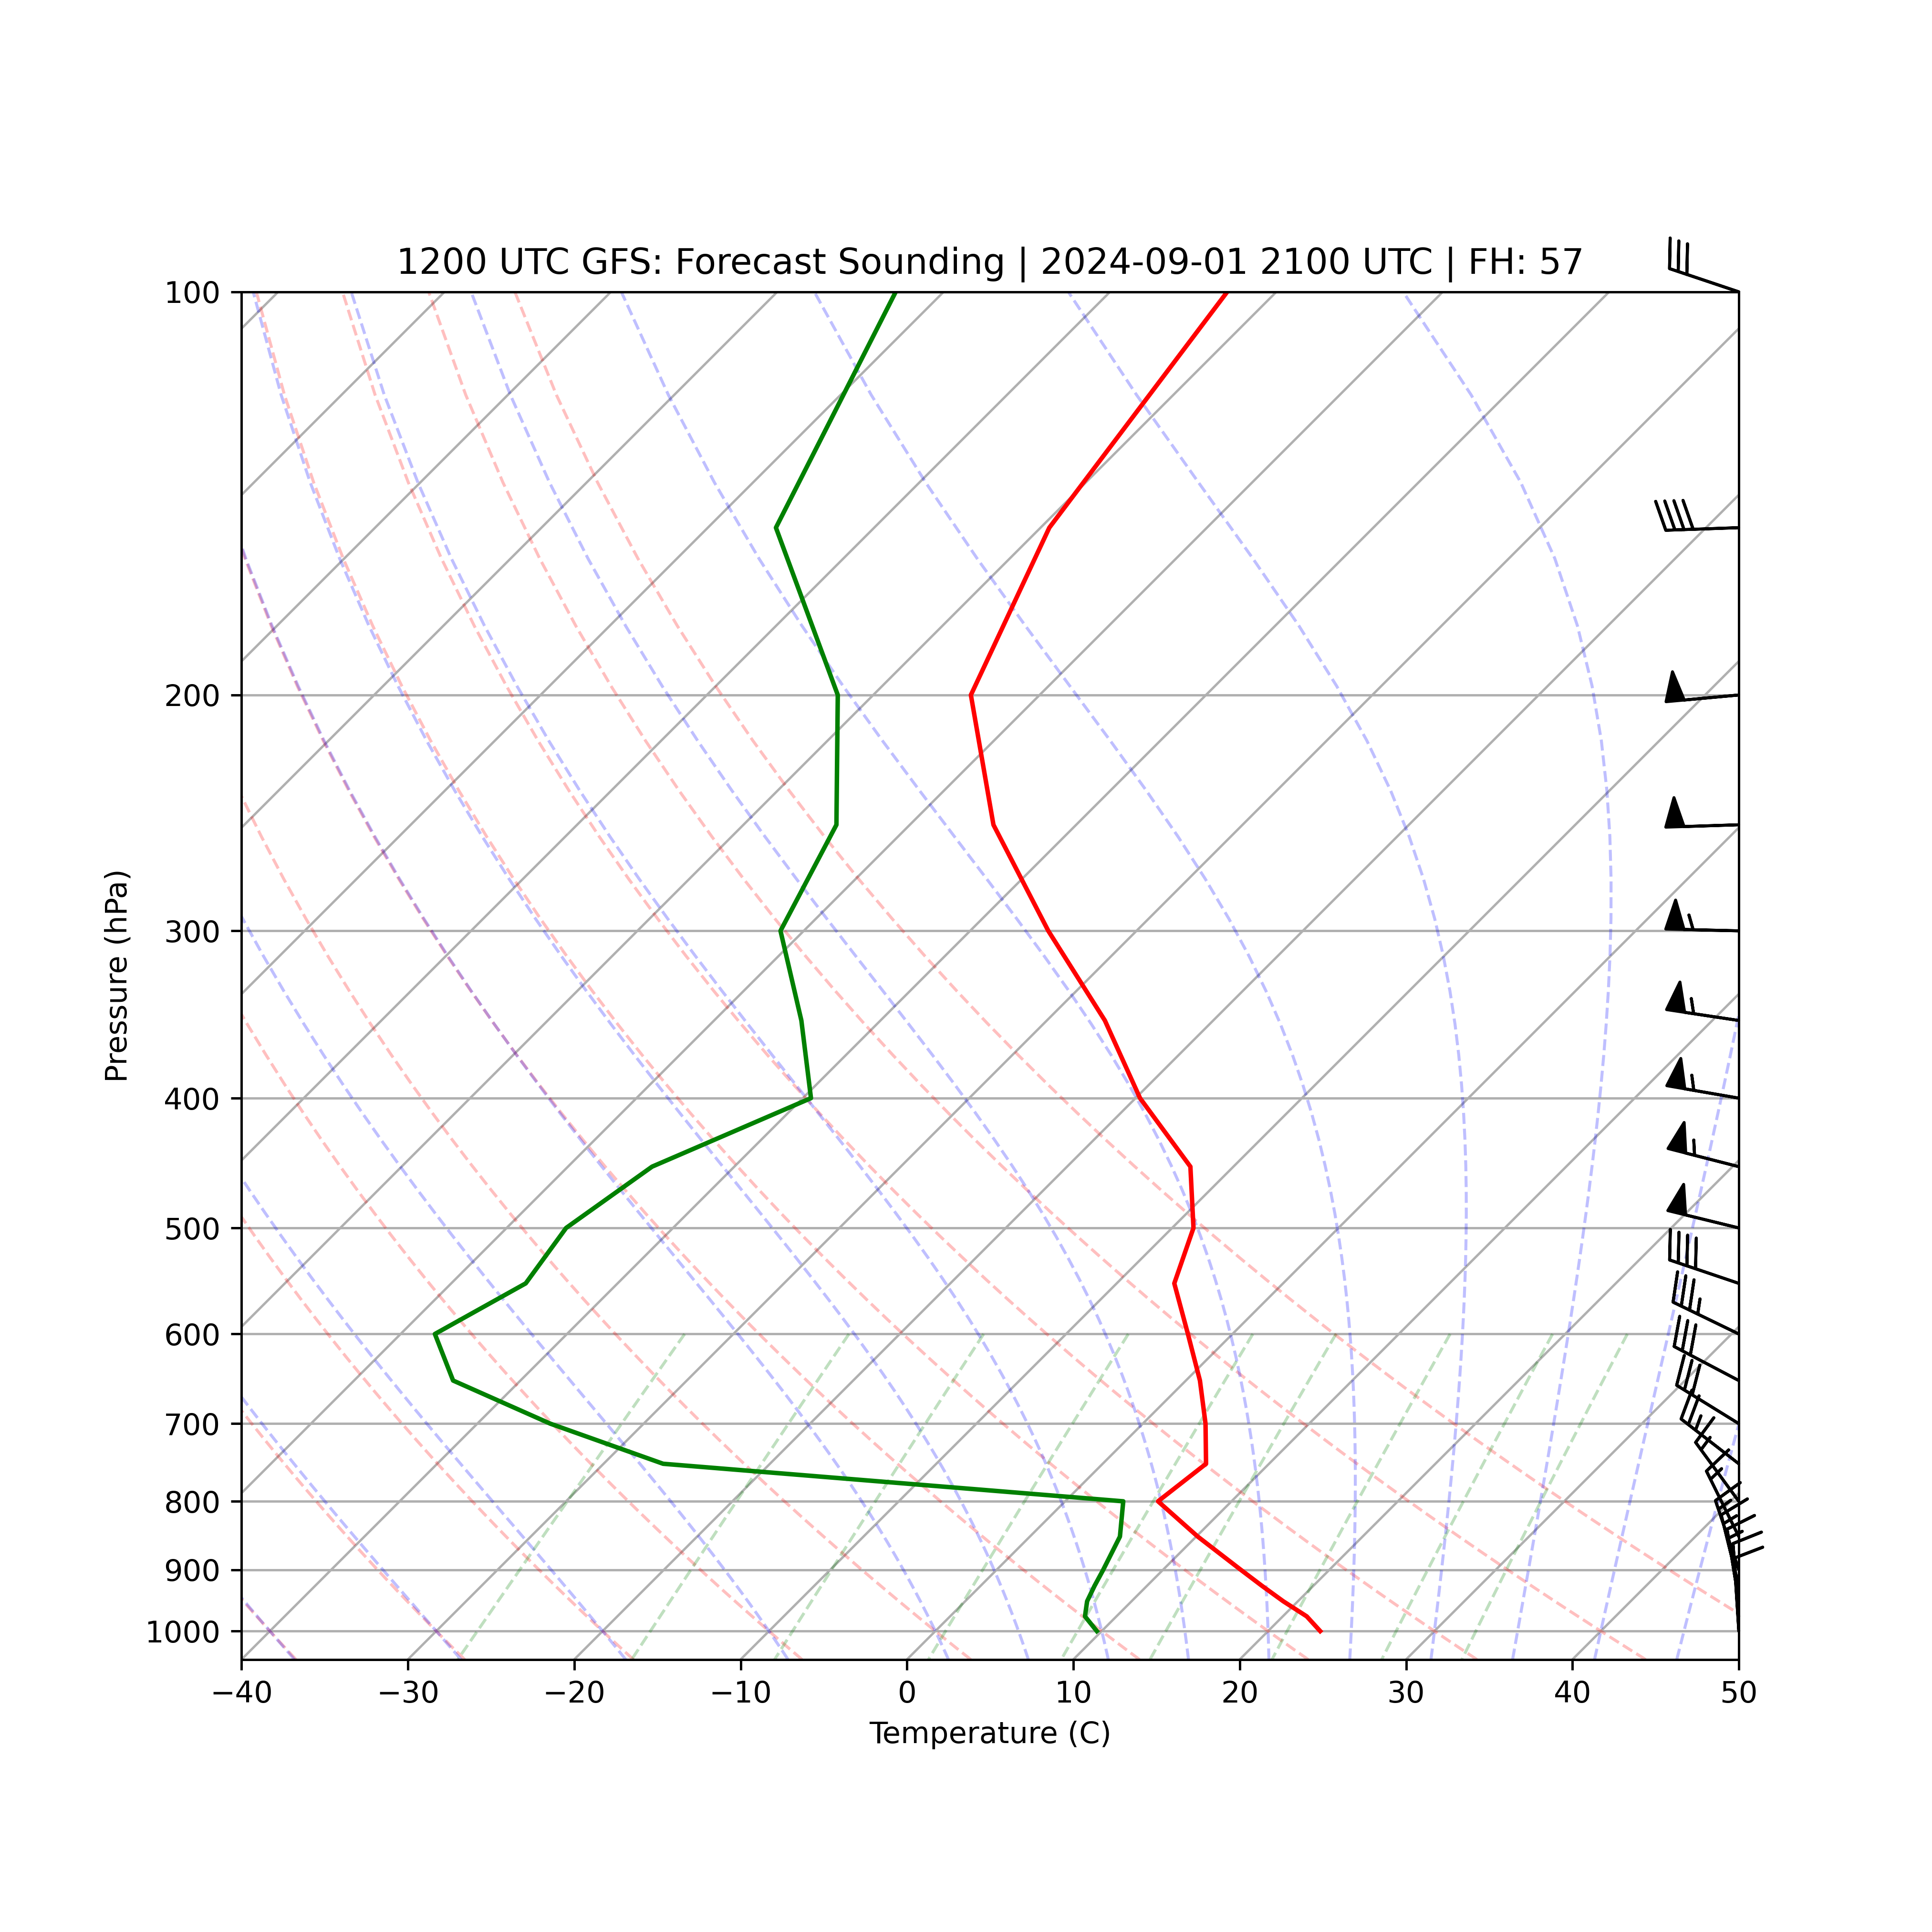 1200 UTC GFS: Forecast Sounding | 2024-09-01 2100 UTC | FH: 57
100
200
300
400
500
600
700
800
900
1000
Pressure (hPa)
−40 −30 −20 −10 0 10 20 30 40 50
Temperature (C)